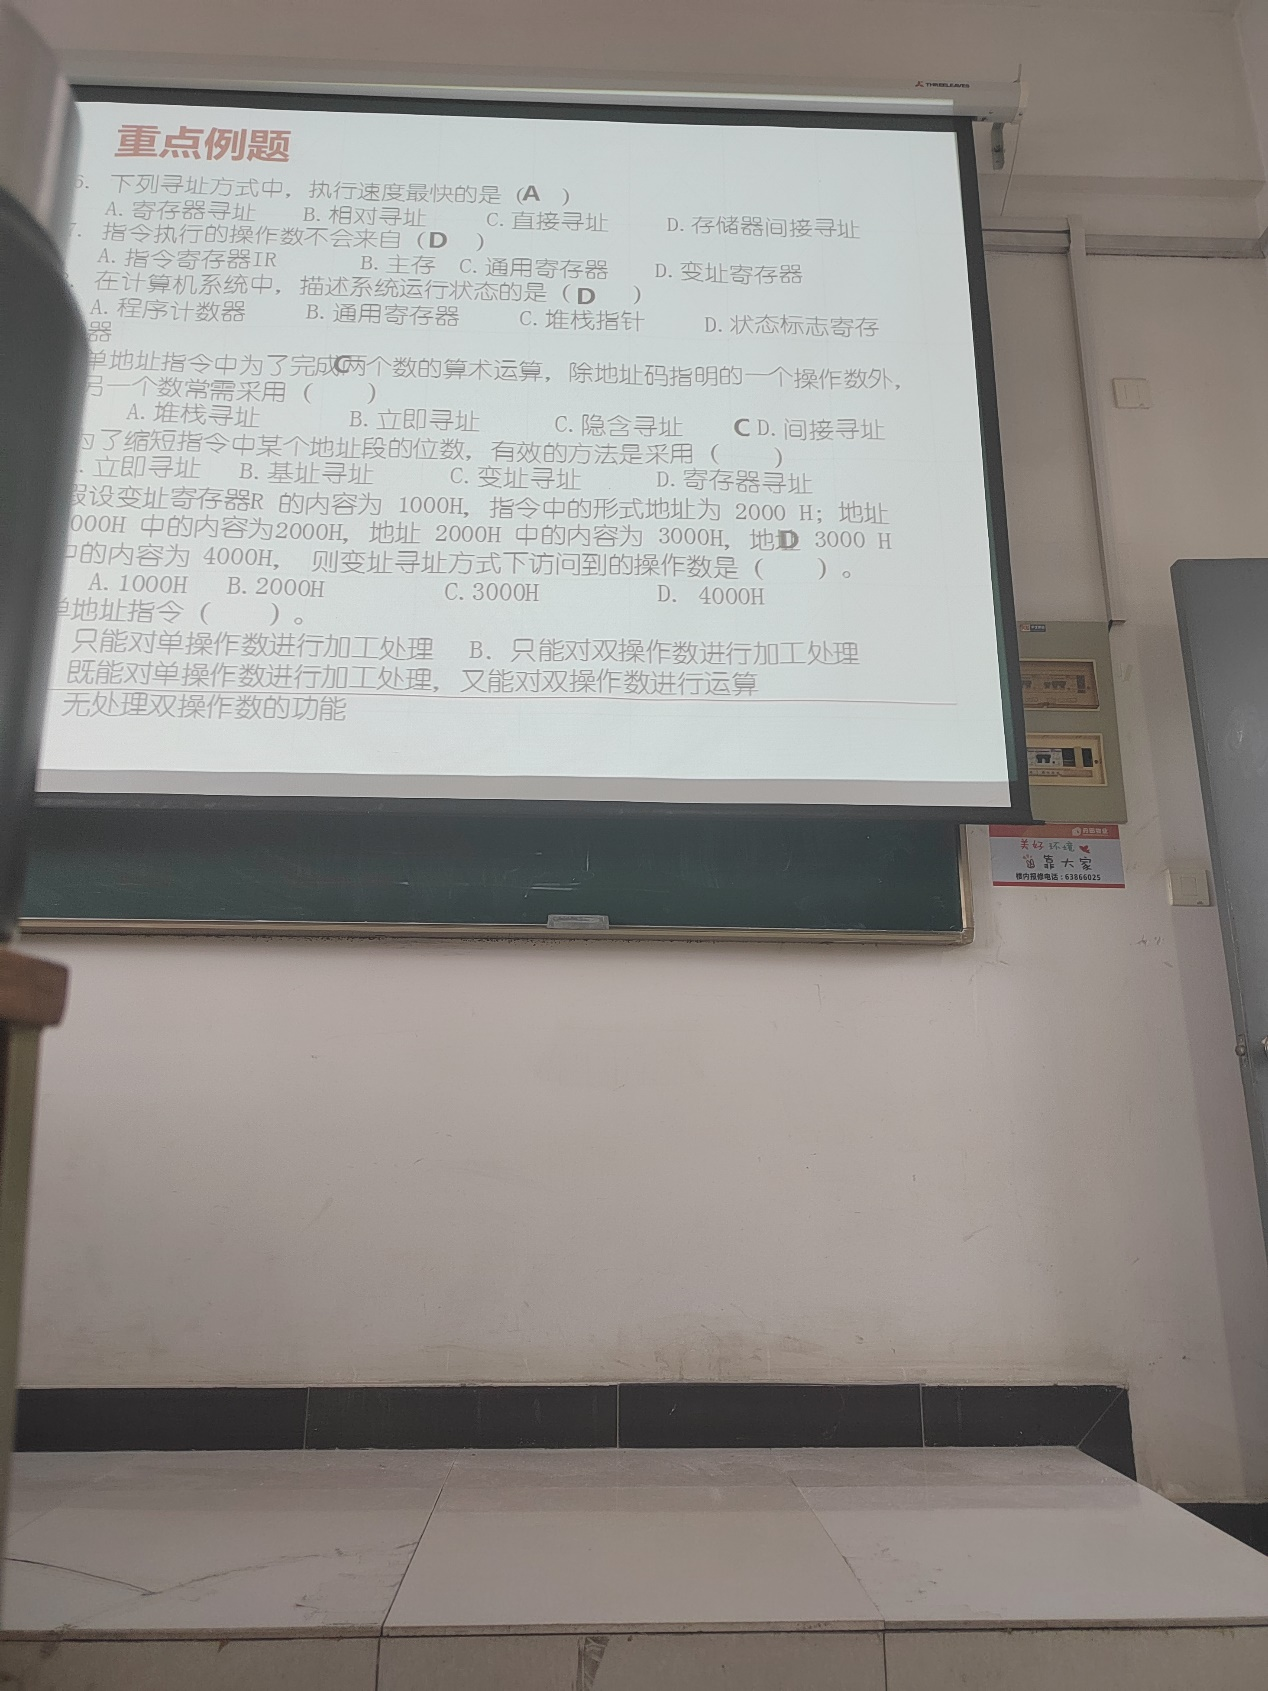 THREELEAVES
重点例题
6. 下列寻址方式中，执行速度最快的是（A ）
A.寄存器寻址 B.相对寻址 C.直接寻址 D.存储器间接寻址
7. 指令执行的操作数不会来自（D ）
A.指令寄存器IR B.主存 C.通用寄存器 D.变址寄存器
在计算机系统中，描述系统运行状态的是（D ）
A.程序计数器 B.通用寄存器 C.堆栈指针 D.状态标志寄存
器
单地址指令中为了完成C两个数的算术运算，除地址码指明的一个操作数外，
另一个数常需采用（ ）
A.堆栈寻址 B.立即寻址 C.隐含寻址 C D.间接寻址
为了缩短指令中某个地址段的位数，有效的方法是采用（ ）
立即寻址 B.基址寻址 C.变址寻址 D.寄存器寻址
假设变址寄存器R 的内容为 1000H，指令中的形式地址为 2000 H；地址
000H 中的内容为2000H，地址 2000H 中的内容为 3000H，地址D 3000 H
中的内容为 4000H， 则变址寻址方式下访问到的操作数是（ ）。
A.1000H B.2000H C.3000H D. 4000H
单地址指令（ ）。
只能对单操作数进行加工处理 B. 只能对双操作数进行加工处理
既能对单操作数进行加工处理，又能对双操作数进行运算
无处理双操作数的功能
美好环境
靠大家
楼内报修电话：63866025